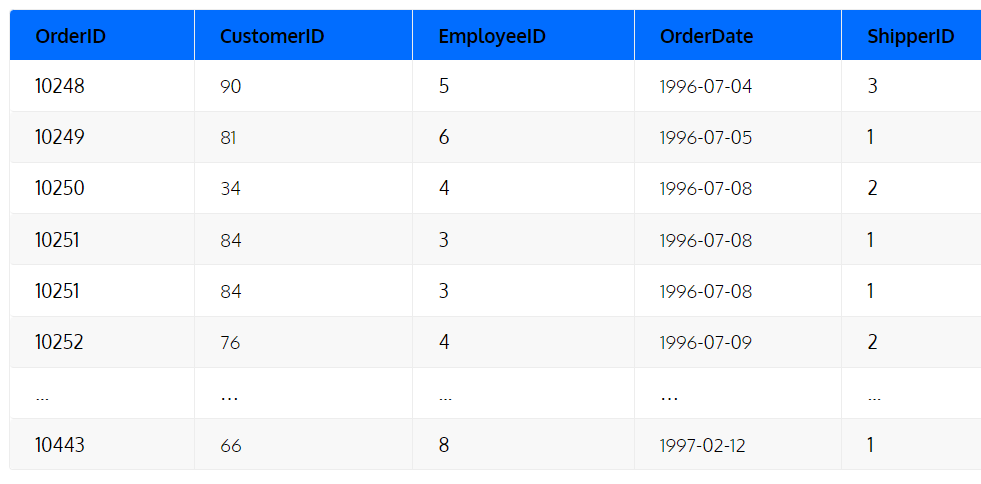 OrderID CustomerID EmployeeID OrderDate ShipperID
10248 90 5 1996-07-04 3
10249 81 6 1996-07-05 1
10250 34 4 1996-07-08 2
10251 84 3 1996-07-08 1
10251 84 3 1996-07-08 1
10252 76 4 1996-07-09 2
... ... ... ... ...
10443 66 8 1997-02-12 1